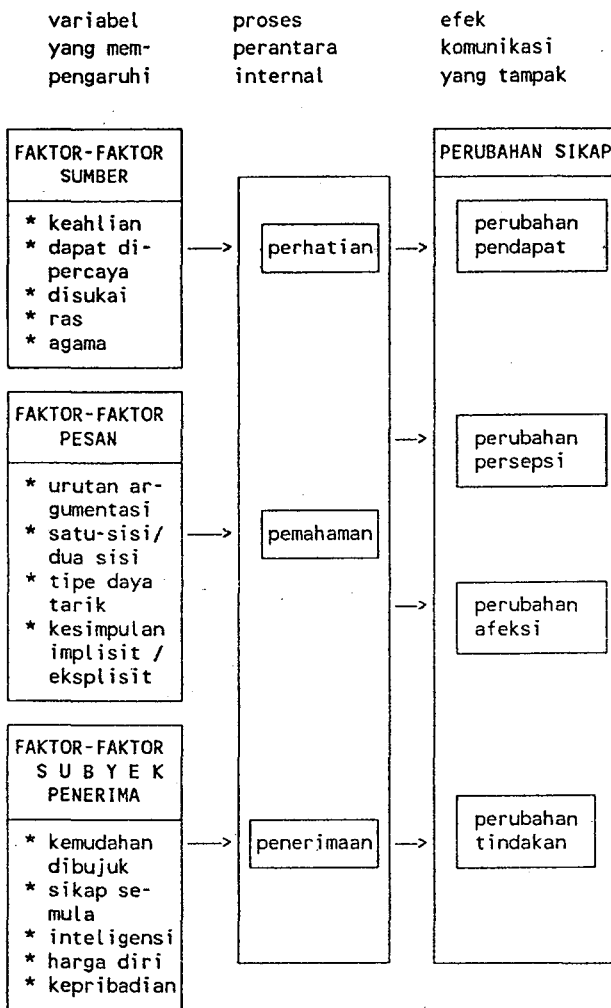 variabel
yang mem-
pengaruhi
proses
perantara
internal
efek
komunikasi
yang tampak
FAKTOR-FAKTOR
SUMBER
* keahlian
* dapat di-
percaya
* disukai
* ras
* agama
FAKTOR-FAKTOR
PESAN
* urutan ar-
gumentasi
* satu-sisi/
dua sisi
* tipe daya
tarik
* kesimpulan
implisit /
eksplisit
FAKTOR-FAKTOR
S U B Y E K
PENERIMA
* kemudahan
dibujuk
* sikap se-
mula
* inteligensi
* harga diri
* kepribadian
perhatian
pemahaman
penerimaan
PERUBAHAN SIKAP
perubahan
pendapat
perubahan
persepsi
perubahan
afeksi
perubahan
tindakan